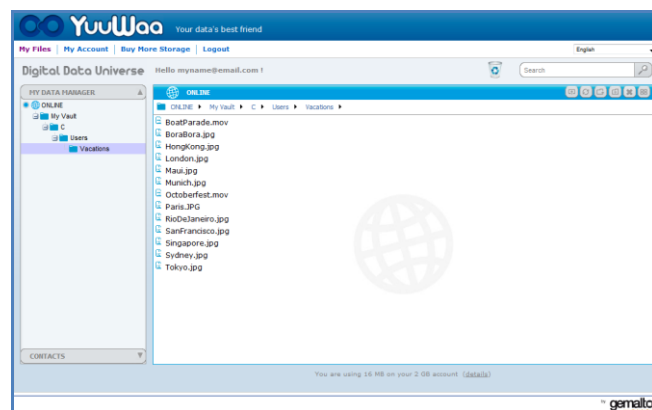 YuuWaa Your data's best friend
My Files | My Account | Buy More Storage | Logout English
Digital Data Universe Hello myname@email.com ! Search
MY DATA MANAGER
ONLINE
My Vault
C
Users
Vacations
CONTACTS
ONLINE
ONLINE My Vault C Users Vacations
BoatParade.mov
BoraBora.jpg
HongKong.jpg
London.jpg
Maui.jpg
Munich.jpg
Octoberfest.mov
Paris.JPG
RioDeJaneiro.jpg
SanFrancisco.jpg
Singapore.jpg
Sydney.jpg
Tokyo.jpg
You are using 16 MB on your 2 GB account (details)
by gemalto